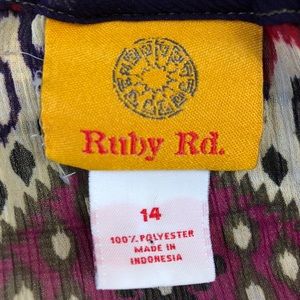 Ruby Rd.
14
100% POLYESTER
MADE IN
INDONESIA